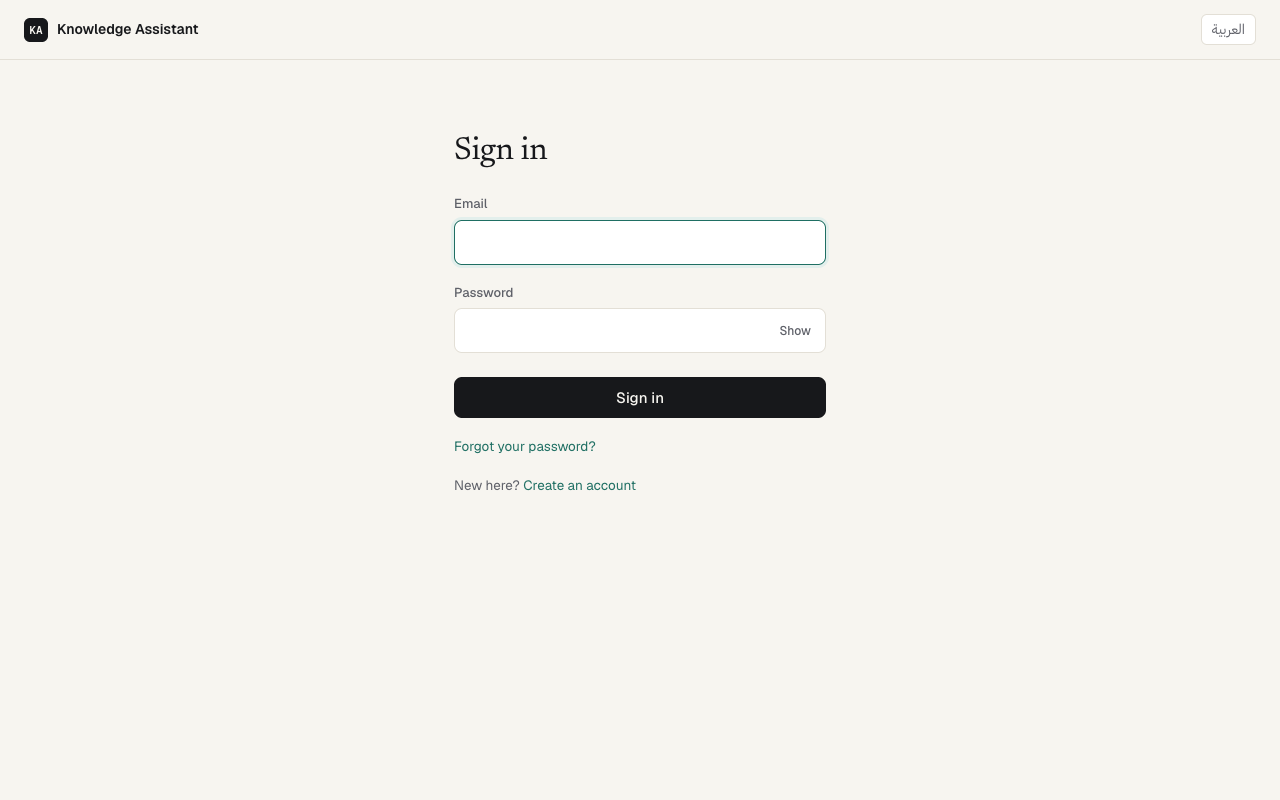 KA Knowledge Assistant
العربية
Sign in
Email
Password
Show
Sign in
Forgot your password?
New here? Create an account